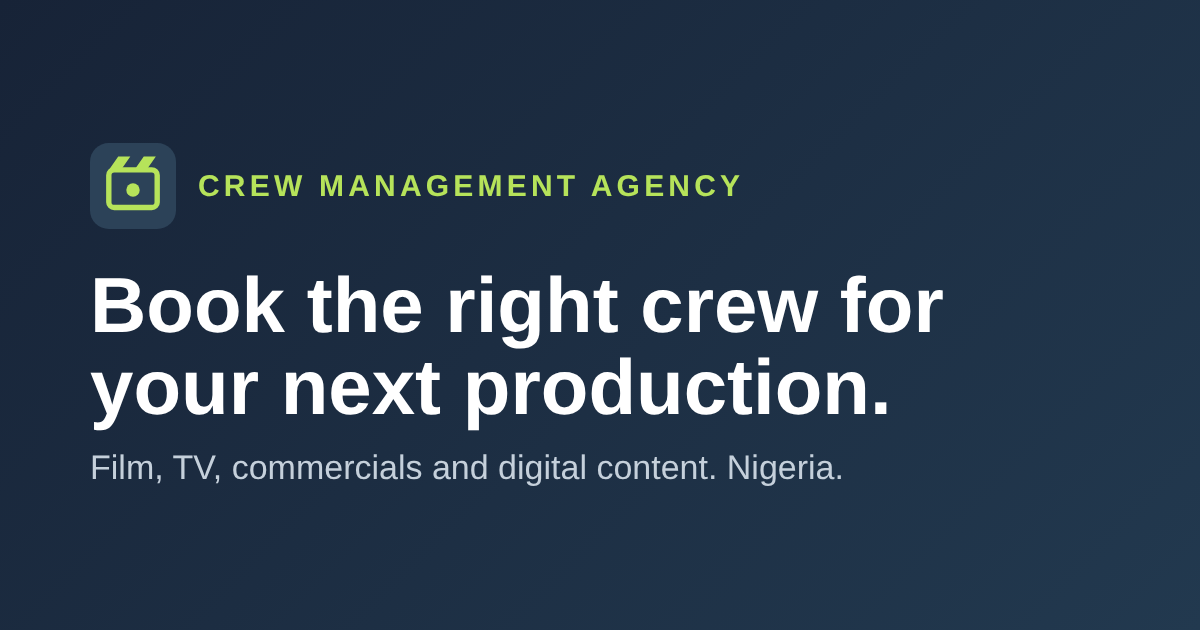 CREW MANAGEMENT AGENCY
Book the right crew for
your next production.
Film, TV, commercials and digital content. Nigeria.